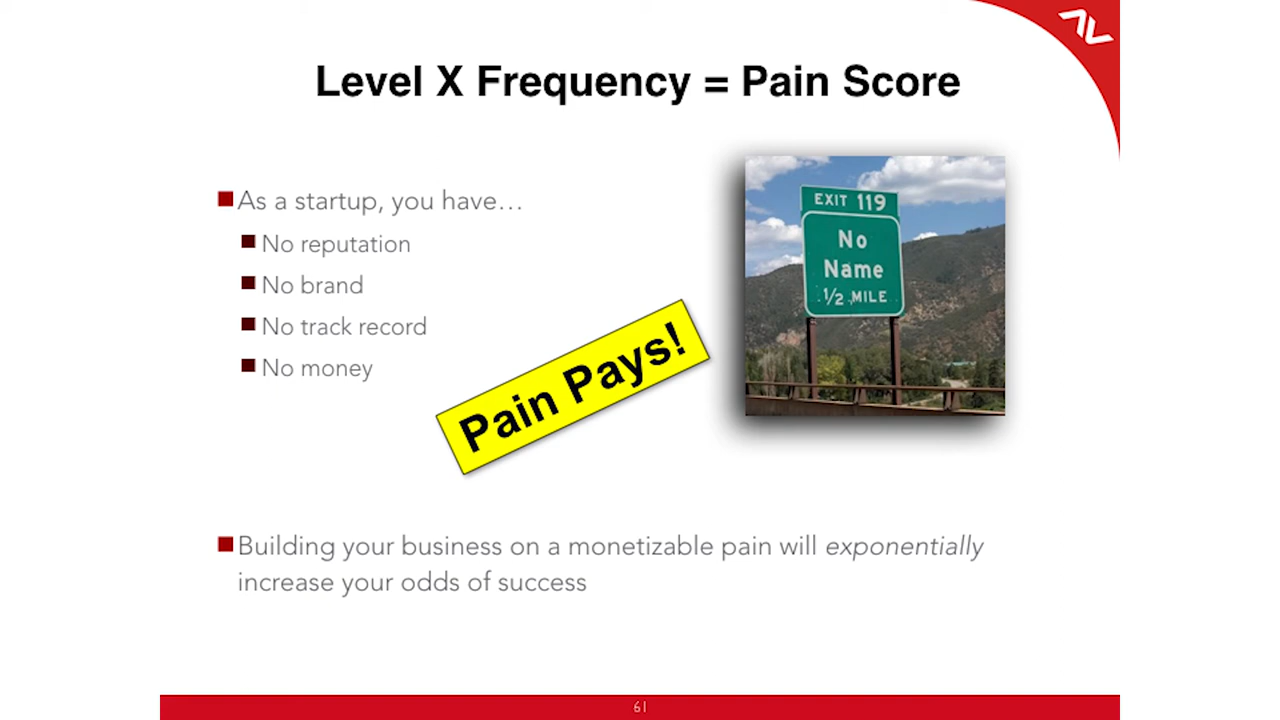 Level X Frequency = Pain Score
As a startup, you have…
No reputation
No brand
No track record
No money
Pain Pays!
EXIT 119
No
Name
1/2 MILE
Building your business on a monetizable pain will exponentially
increase your odds of success
61